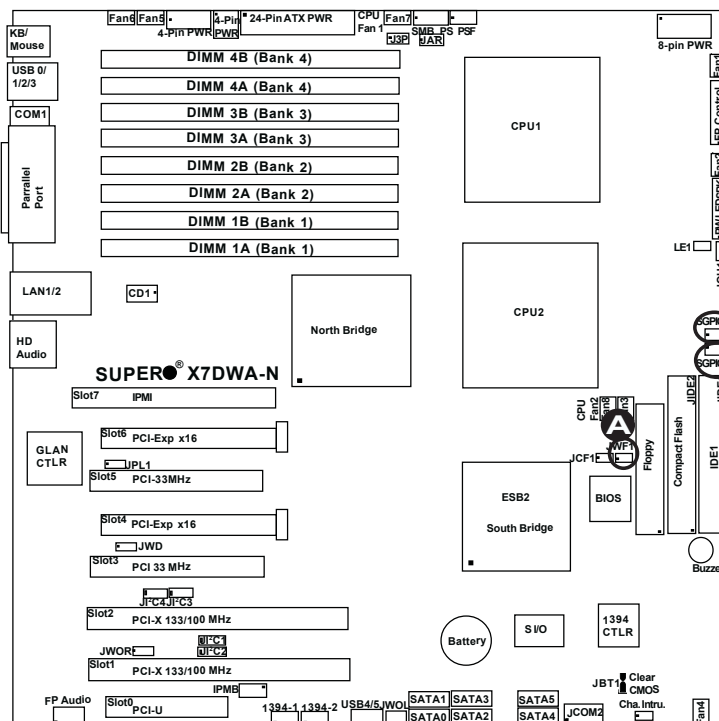 Fan6 Fan5
4-Pin PWR
4-Pin PWR
24-Pin ATX PWR
CPU Fan 1
Fan7
SMB_PS PSF
J3P
JAR
8-pin PWR
Fan1
FP Control
KB/
Mouse
USB 0/
1/2/3
COM1
Parrallel
Port
DIMM 4B (Bank 4)
DIMM 4A (Bank 4)
DIMM 3B (Bank 3)
DIMM 3A (Bank 3)
DIMM 2B (Bank 2)
DIMM 2A (Bank 2)
DIMM 1B (Bank 1)
DIMM 1A (Bank 1)
CPU1
LE1
LAN1/2
CD1
North Bridge
CPU2
HD
Audio
SUPER® X7DWA-N
Slot7 IPMI
CPU
Fan2
Fan8
A
JWF1
JCF1
Floppy
JIDE2
Compact Flash
IDE1
GLAN
CTLR
Slot6 PCI-Exp x16
JPL1
Slot5 PCI-33MHz
Slot4 PCI-Exp x16
JWD
Slot3 PCI 33 MHz
ESB2
South Bridge
BIOS
JI²C4 JI²C3
Slot2 PCI-X 133/100 MHz
JI²C1
JWOR JI²C2
Slot1 PCI-X 133/100 MHz
Battery
S I/O
1394
CTLR
IPMB
FP Audio
Slot0 PCI-U
1394-1 1394-2
USB4/5
JWOL
SATA1 SATA3
SATA0 SATA2
SATA5
SATA4
JCOM2
JBT1
Clear
CMOS
Cha. Intru.
Fan4